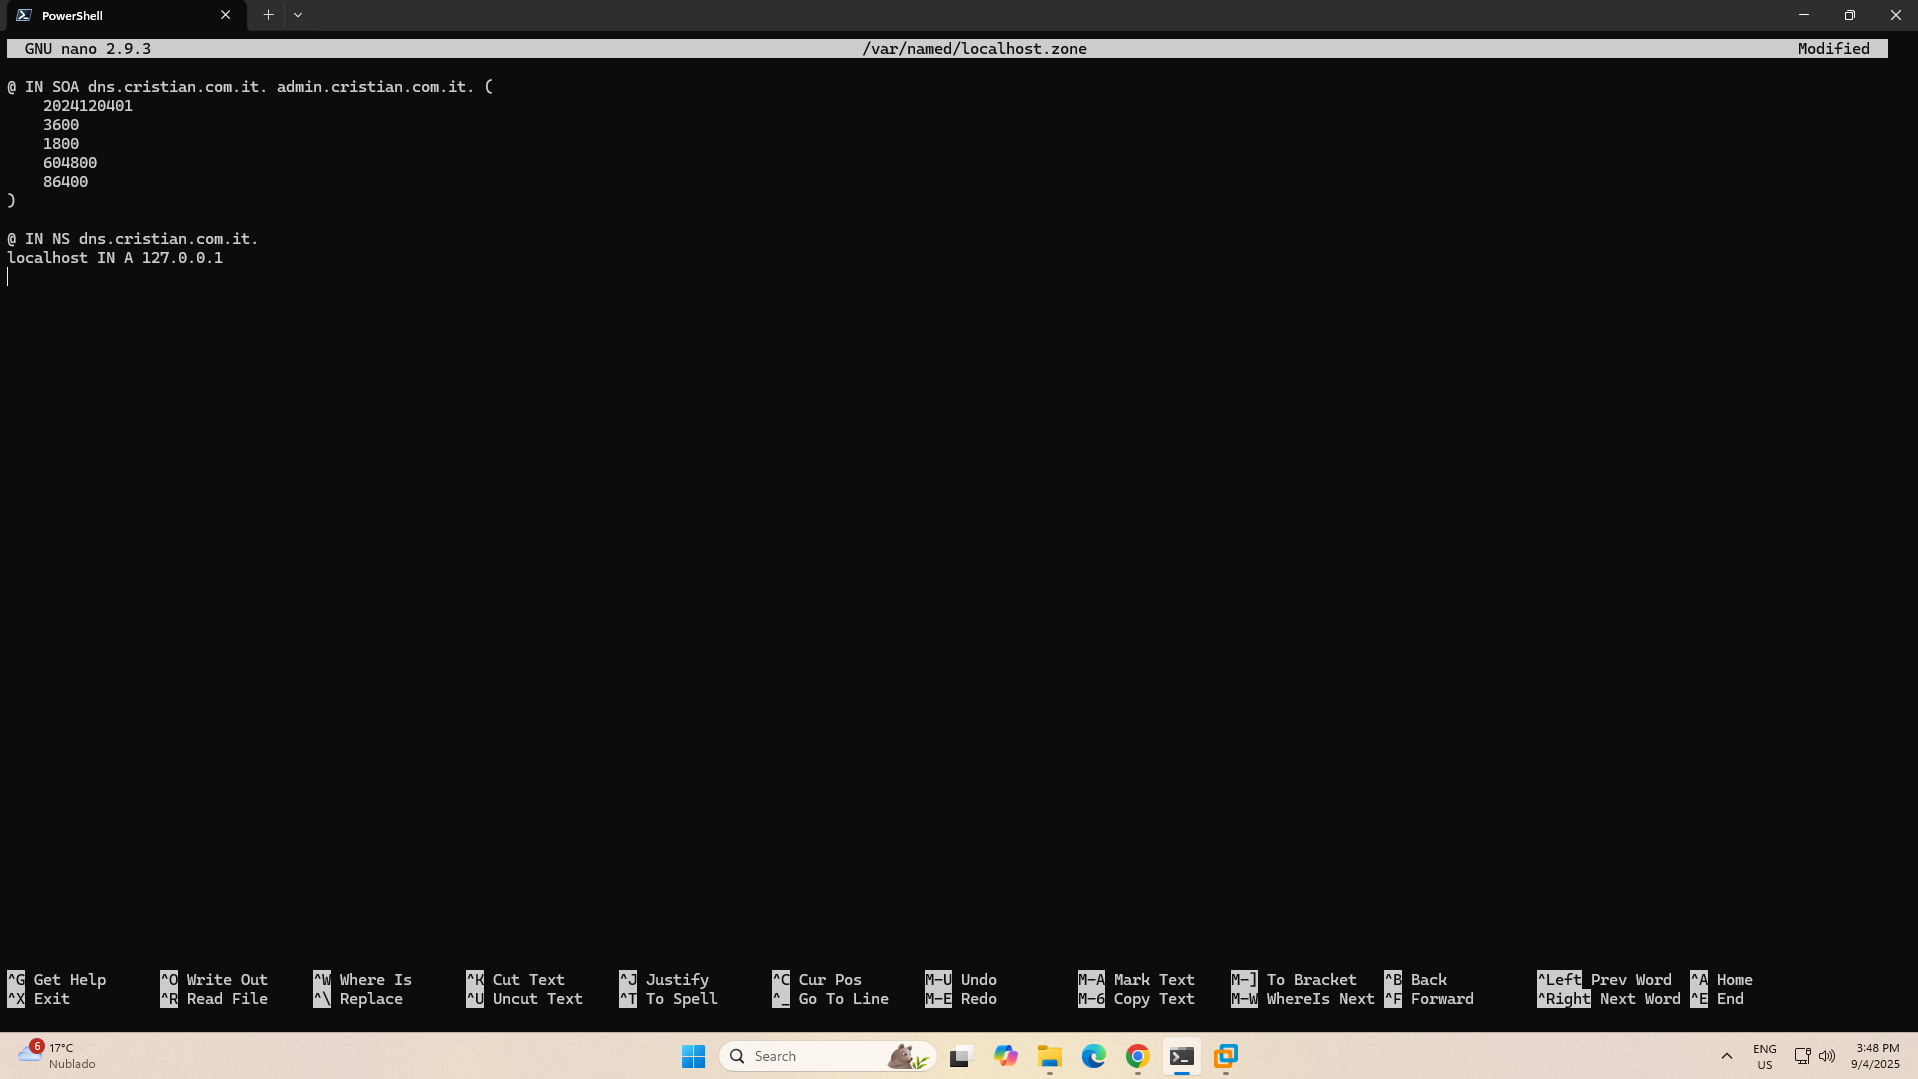 PowerShell
GNU nano 2.9.3 /var/named/localhost.zone Modified
@ IN SOA dns.cristian.com.it. admin.cristian.com.it. (
2024120401
3600
1800
604800
86400
)
@ IN NS dns.cristian.com.it.
localhost IN A 127.0.0.1
^G Get Help ^O Write Out ^W Where Is ^K Cut Text ^J Justify ^C Cur Pos M-U Undo M-A Mark Text M-] To Bracket ^B Back ^Left Prev Word ^A Home
^X Exit ^R Read File ^\ Replace ^U Uncut Text ^T To Spell ^_ Go To Line M-E Redo M-6 Copy Text M-W WhereIs Next ^F Forward ^Right Next Word ^E End
6
17°C
Nublado
Search
ENG
US
3:48 PM
9/4/2025